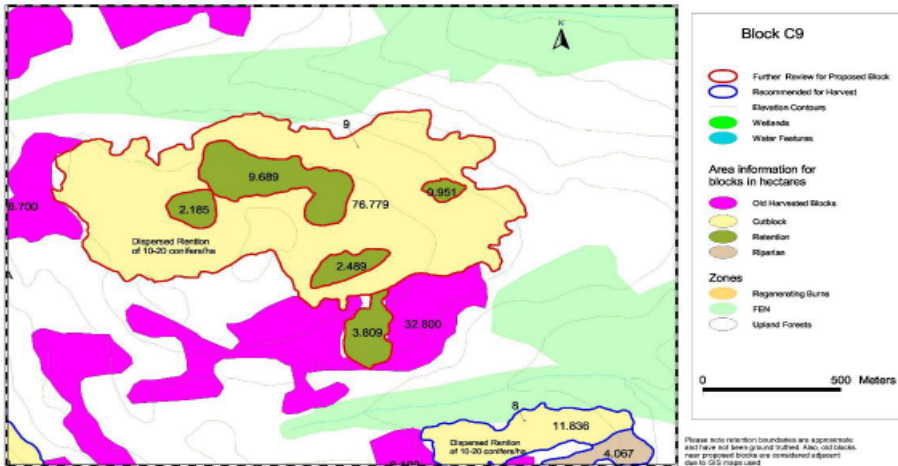 N
9
9.689
8.700
2.185
76.779
0.951
Dispersed Rention
of 10-20 conifers/ha
2.489
3.809
32.800
8
11.836
Dispersed Rention
of 10-20 conifers/ha
4.067
Block C9
Further Review for Proposed Block
Recommended for Harvest
Elevation Contours
Wetlands
Water Features
Area information for
blocks in hectares
Old Harvested Blocks
Cutblock
Retention
Riparian
Zones
Regenerating Burns
FEN
Upland Forests
0 500 Meters
Please note retention boundaries are approximate
and have not been ground truthed. Also, old blocks
near proposed blocks are considered adjacent
due to GIS maps used